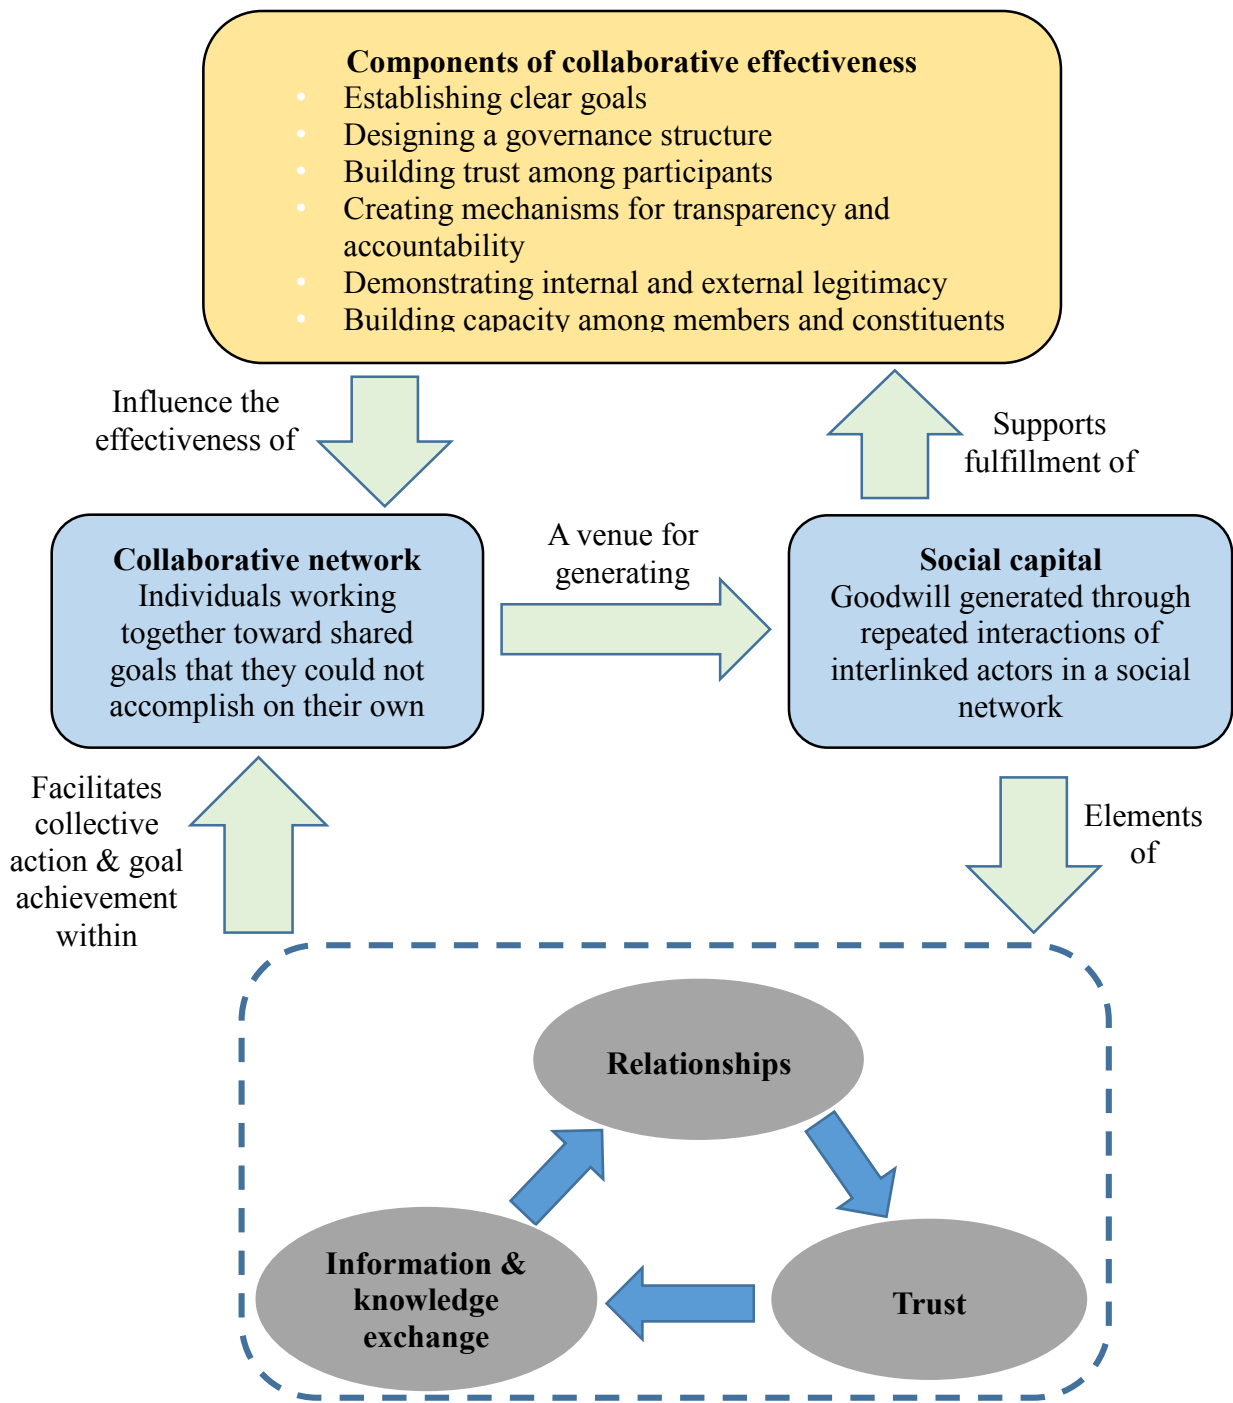 Components of collaborative effectiveness
• Establishing clear goals
• Designing a governance structure
• Building trust among participants
• Creating mechanisms for transparency and
accountability
• Demonstrating internal and external legitimacy
• Building capacity among members and constituents
Influence the
effectiveness of
Supports
fulfillment of
Collaborative network
Individuals working
together toward shared
goals that they could not
accomplish on their own
A venue for
generating
Social capital
Goodwill generated through
repeated interactions of
interlinked actors in a social
network
Facilitates
collective
action & goal
achievement
within
Elements
of
Relationships
Information &
knowledge
exchange
Trust